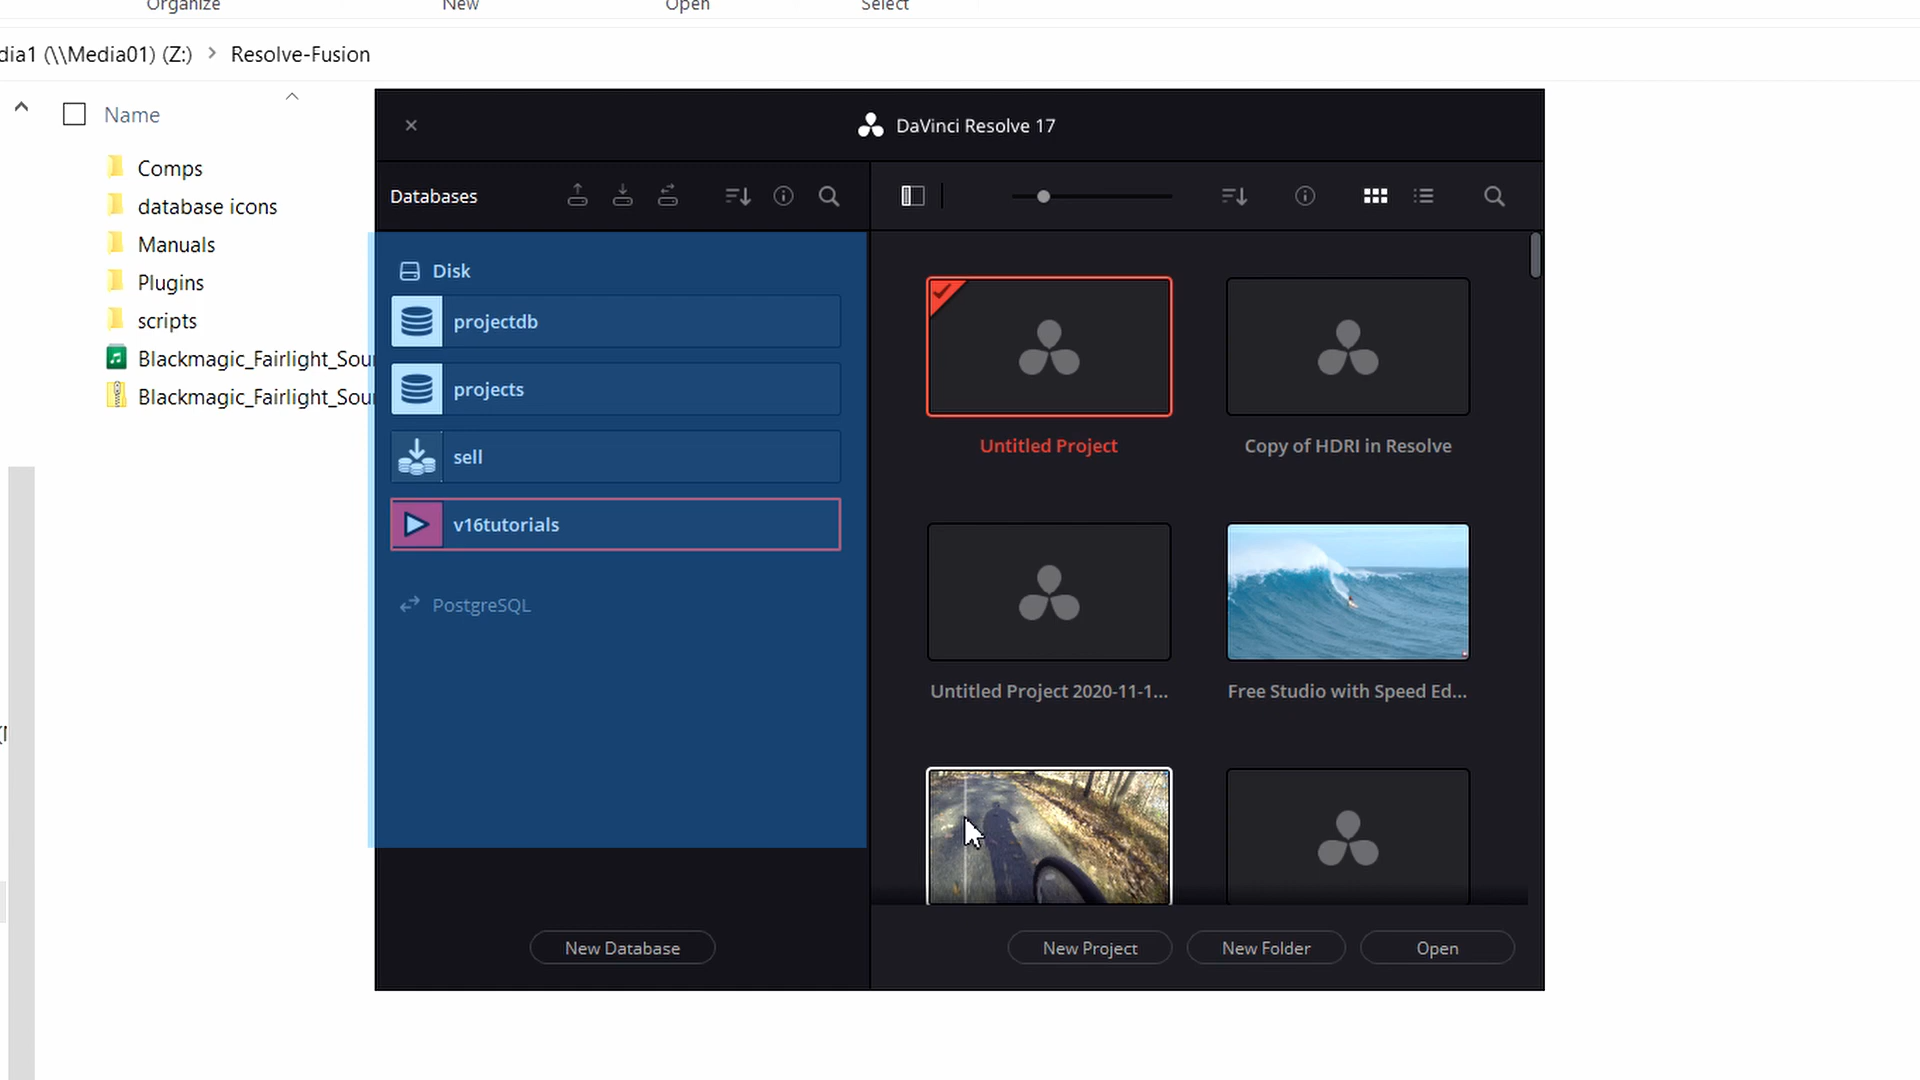 Organize New Open Select
dia1 (\\Media01) (Z:) > Resolve-Fusion
Name
Comps
database icons
Manuals
Plugins
scripts
Blackmagic_Fairlight_Sou
Blackmagic_Fairlight_Sou
DaVinci Resolve 17
Databases
Disk
projectdb
projects
sell
v16tutorials
PostgreSQL
New Database
Untitled Project
Copy of HDRI in Resolve
Untitled Project 2020-11-1...
Free Studio with Speed Ed...
New Project
New Folder
Open